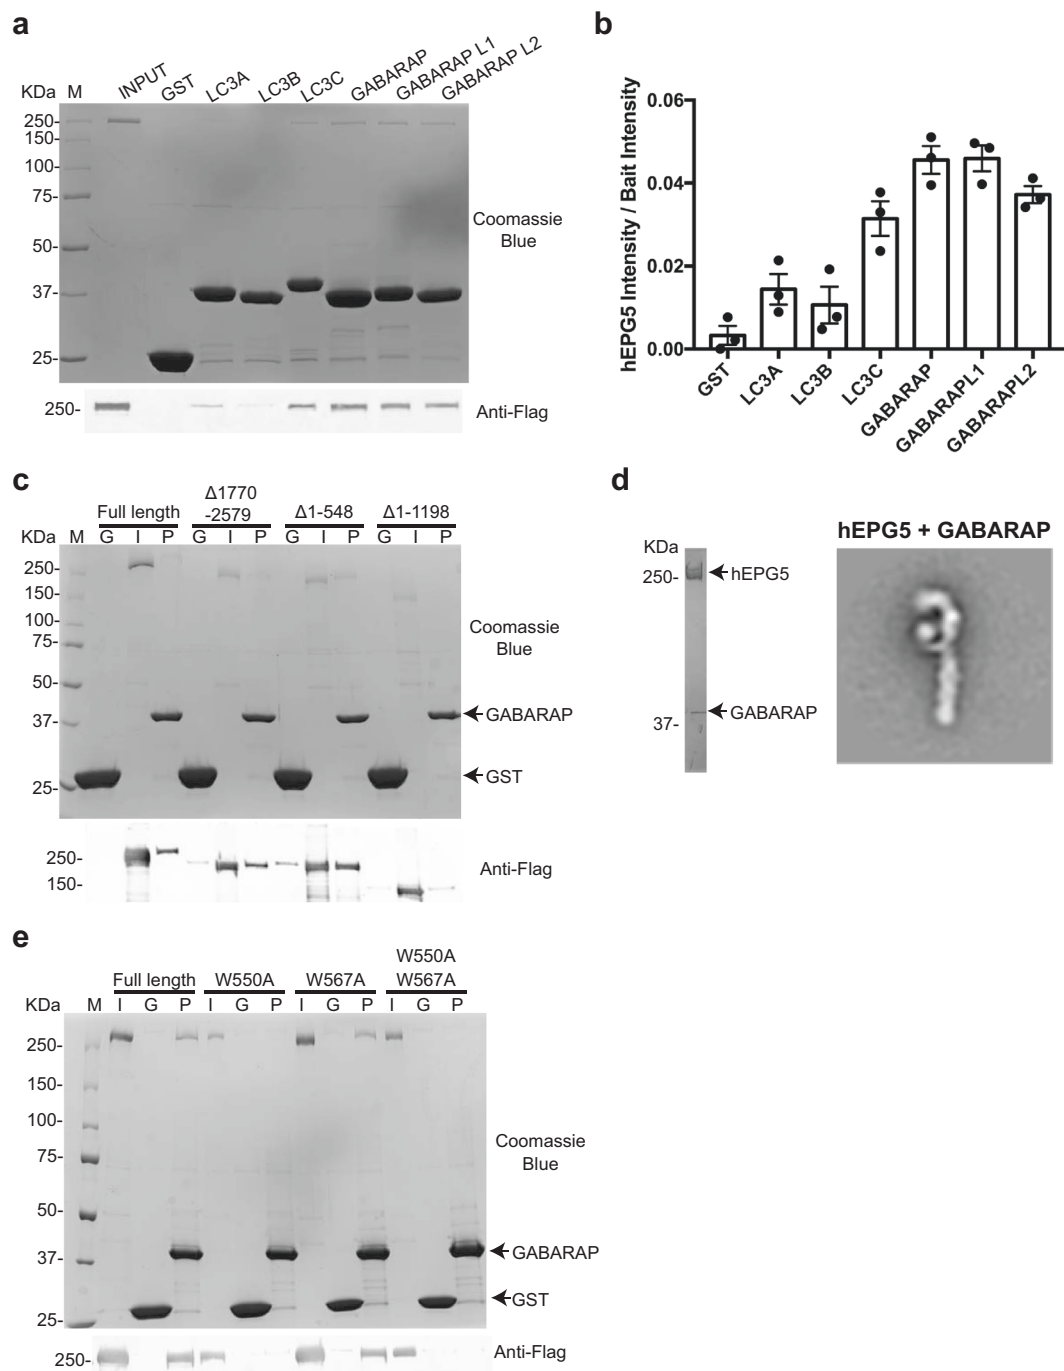 a
KDa M INPUT GST LC3A LC3B LC3C GABARAP GABARAP L1 GABARAP L2
250-
150-
100-
75-
50-
37-
25-
Coomassie
Blue
250-
Anti-Flag
b
hEPG5 Intensity / Bait Intensity
0.06
0.04
0.02
0.00
GST LC3A LC3B LC3C GABARAP GABARAPL1 GABARAPL2
c
Full length Δ1770
-2579 Δ1-548 Δ1-1198
KDa M G I P G I P G I P G I P
250-
150-
100-
75-
50-
37-
25-
Coomassie
Blue
GABARAP
GST
250-
150-
Anti-Flag
d
KDa
250-
37-
hEPG5
GABARAP
hEPG5 + GABARAP
e
Full length W550A W567A W550A
W567A
KDa M I G P I G P I G P I G P
250-
150-
100-
75-
50-
37-
25-
Coomassie
Blue
GABARAP
GST
250-
Anti-Flag